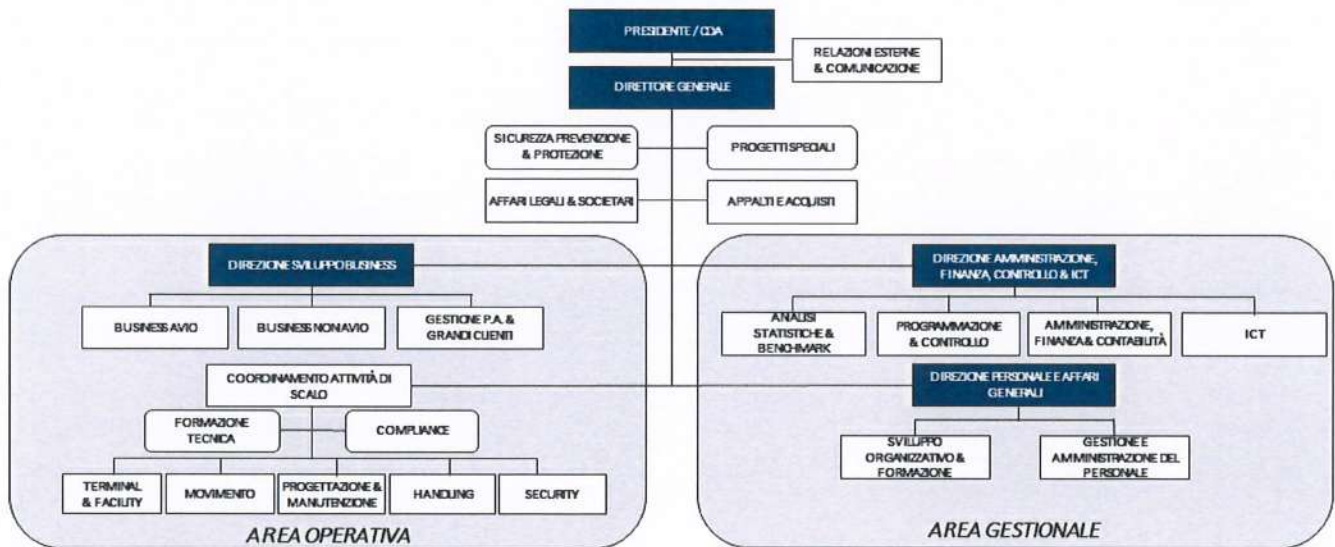 PRESIDENTE / CDA
RELAZIONI ESTERNE
& COMUNICAZIONE
DIRETTORE GENERALE
SICUREZZA PREVENZIONE
& PROTEZIONE
PROGETTI SPECIALI
AFFARI LEGALI & SOCIETARI
APPALTI E ACQUISTI
DIREZIONE SVILUPPO BUSINESS
BUSINESS AVIO
BUSINESS NON AVIO
GESTIONE P.A. &
GRANDI CLIENTI
COORDINAMENTO ATTIVITÀ DI
SCALO
FORMAZIONE
TECNICA
COMPLIANCE
TERMINAL
& FACILITY
MOVIMENTO
PROGETTAZIONE &
MANUTENZIONE
HANDLING
SECURITY
AREA OPERATIVA
DIREZIONE AMMINISTRAZIONE,
FINANZA, CONTROLLO & ICT
ANALISI
STATISTICHE &
BENCHMARK
PROGRAMMAZIONE
& CONTROLLO
AMMINISTRAZIONE,
FINANZA & CONTABILITÀ
ICT
DIREZIONE PERSONALE E AFFARI
GENERALI
SVILUPPO
ORGANIZZATIVO &
FORMAZIONE
GESTIONE E
AMMINISTRAZIONE DEL
PERSONALE
AREA GESTIONALE